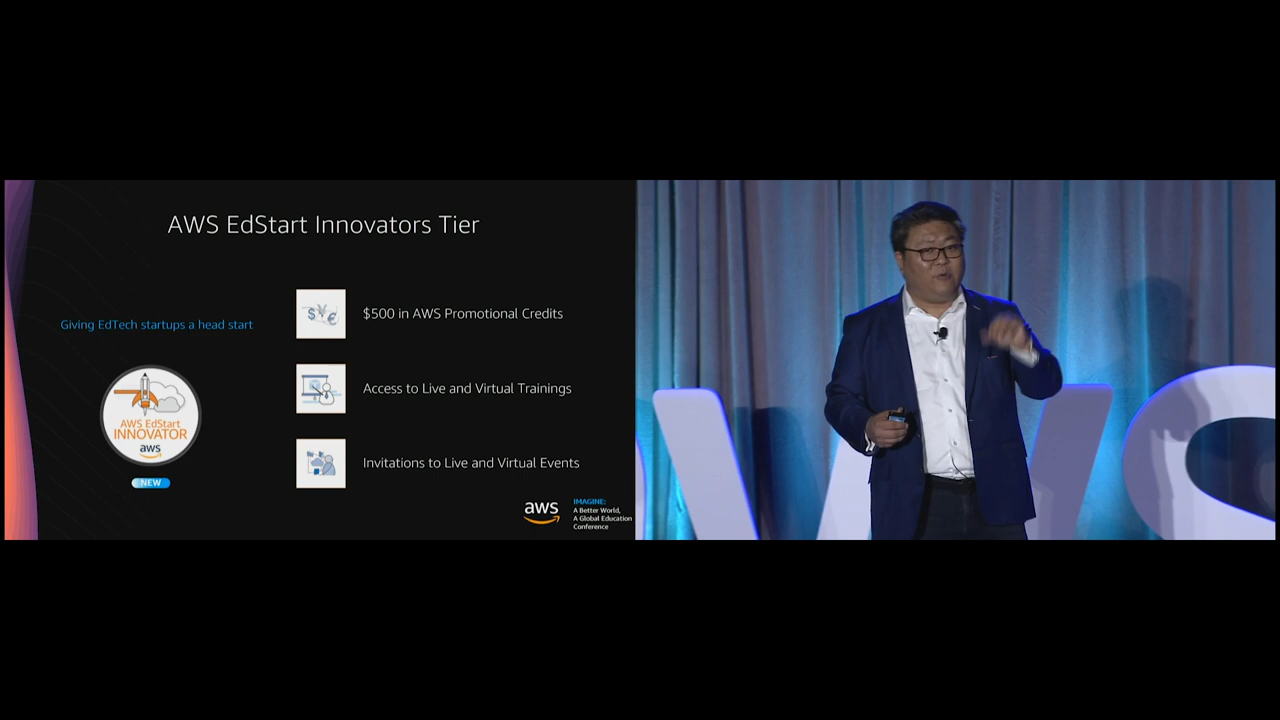 AWS EdStart Innovators Tier
Giving EdTech startups a head start
AWS EdStart
INNOVATOR
aws
NEW
$500 in AWS Promotional Credits
Access to Live and Virtual Trainings
Invitations to Live and Virtual Events
aws
IMAGINE:
A Better World,
A Global Education
Conference
WS